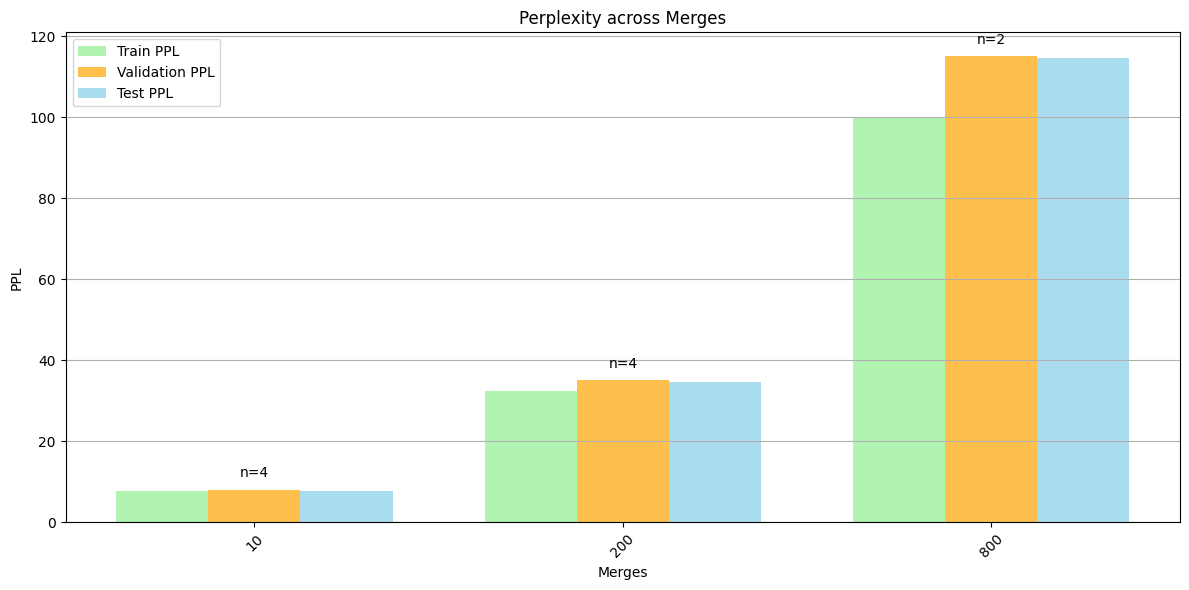 Perplexity across Merges
Train PPL
Validation PPL
Test PPL
PPL
120
100
80
60
40
20
0
n=4
n=4
n=2
10
200
800
Merges